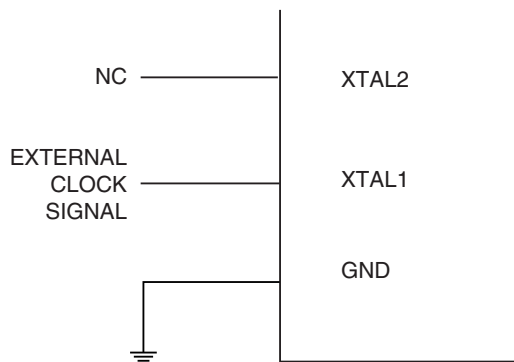 NC
XTAL2
EXTERNAL
CLOCK
SIGNAL
XTAL1
GND